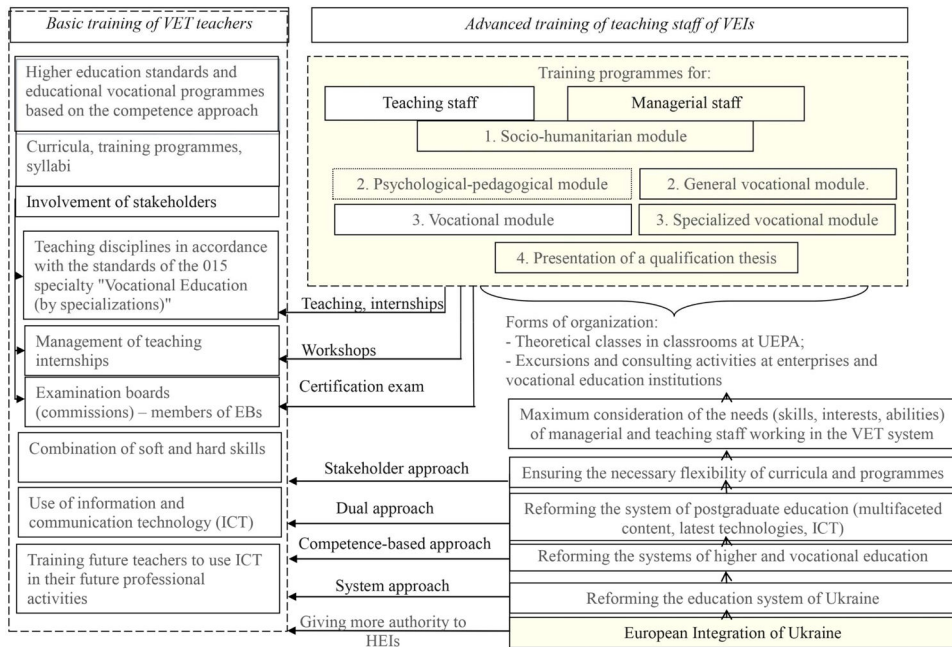 Basic training of VET teachers
Advanced training of teaching staff of VEIs
Higher education standards and
educational vocational programmes
based on the competence approach
Curricula, training programmes,
syllabi
Involvement of stakeholders
Teaching disciplines in accordance
with the standards of the 015
specialty "Vocational Education
(by specializations)"
Management of teaching
internships
Examination boards
(commissions) – members of EBs
Combination of soft and hard skills
Use of information and
communication technology (ICT)
Training future teachers to use ICT
in their future professional
activities
Training programmes for:
Teaching staff
Managerial staff
1. Socio-humanitarian module
2. Psychological-pedagogical module
2. General vocational module.
3. Vocational module
3. Specialized vocational module
4. Presentation of a qualification thesis
Teaching, internships
Workshops
Certification exam
Forms of organization:
- Theoretical classes in classrooms at UEPA;
- Excursions and consulting activities at enterprises and
vocational education institutions
Maximum consideration of the needs (skills, interests, abilities)
of managerial and teaching staff working in the VET system
Stakeholder approach
Ensuring the necessary flexibility of curricula and programmes
Dual approach
Reforming the system of postgraduate education (multifaceted
content, latest technologies, ICT)
Competence-based approach
Reforming the systems of higher and vocational education
System approach
Reforming the education system of Ukraine
Giving more authority to
HEIs
European Integration of Ukraine